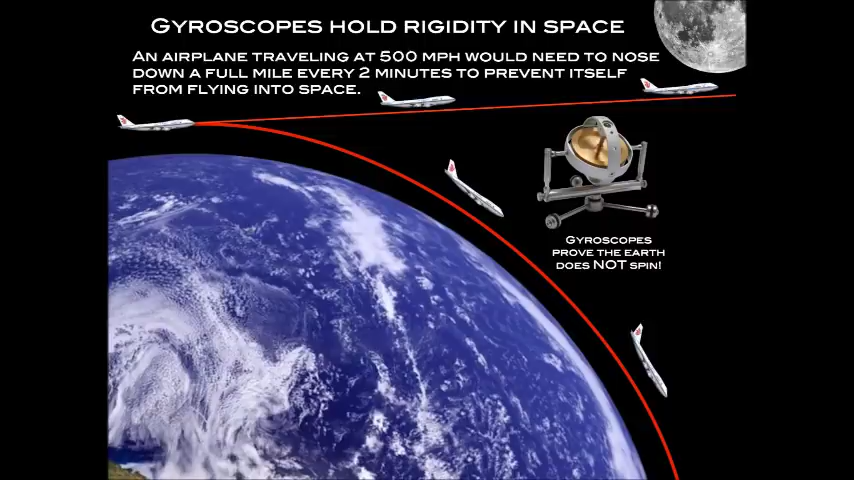 Gyroscopes hold rigidity in space
An airplane traveling at 500 mph would need to nose
down a full mile every 2 minutes to prevent itself
from flying into space.
Gyroscopes
prove the earth
does NOT spin!